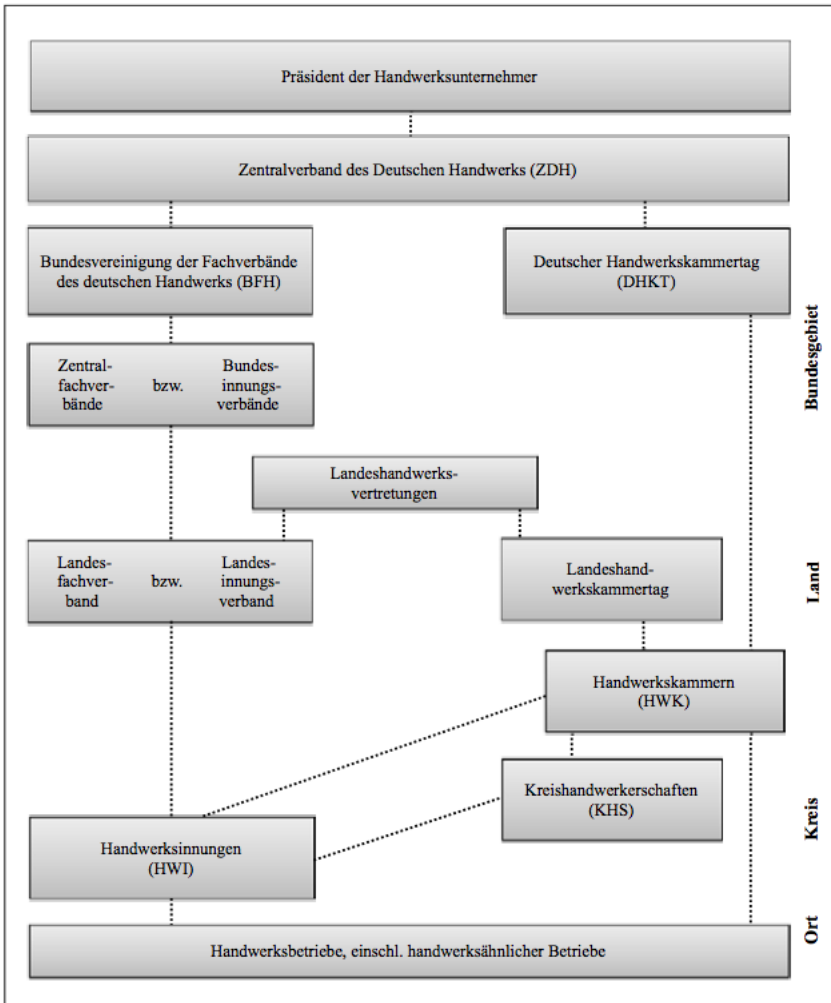 Präsident der Handwerksunternehmer
Zentralverband des Deutschen Handwerks (ZDH)
Bundesvereinigung der Fachverbände
des deutschen Handwerks (BFH)
Deutscher Handwerkskammertag
(DHKT)
Bundesgebiet
Zentral-
fachver-
bände
bzw.
Bundes-
innungs-
verbände
Landeshandwerks-
vertretungen
Landes-
fachver-
band
bzw.
Landes-
innungs-
verband
Landeshand-
werkskammertag
Land
Handwerkskammern
(HWK)
Kreishandwerkerschaften
(KHS)
Kreis
Handwerksinnungen
(HWI)
Handwerksbetriebe, einschl. handwerksähnlicher Betriebe
Ort